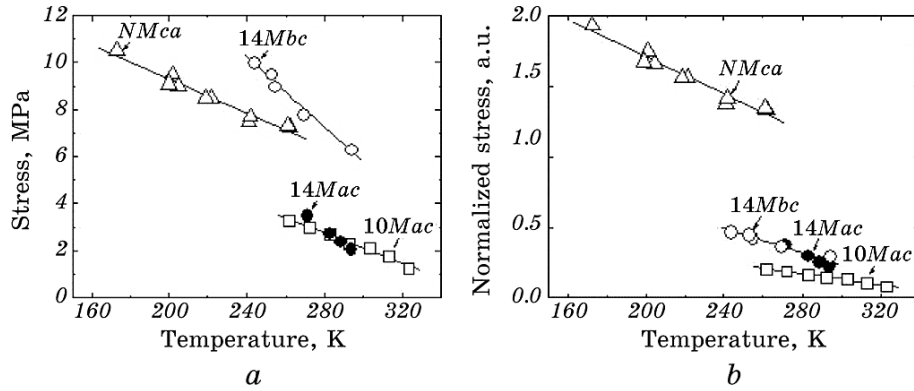 a
b
12
10
8
6
4
2
0
Stress, MPa
NMca
14Mbc
14Mac
10Mac
160
200
240
280
320
Temperature, K
a
2.0
1.5
1.0
0.5
0.0
Normalized stress, a.u.
NMca
14Mbc
14Mac
10Mac
160
200
240
280
320
Temperature, K
b